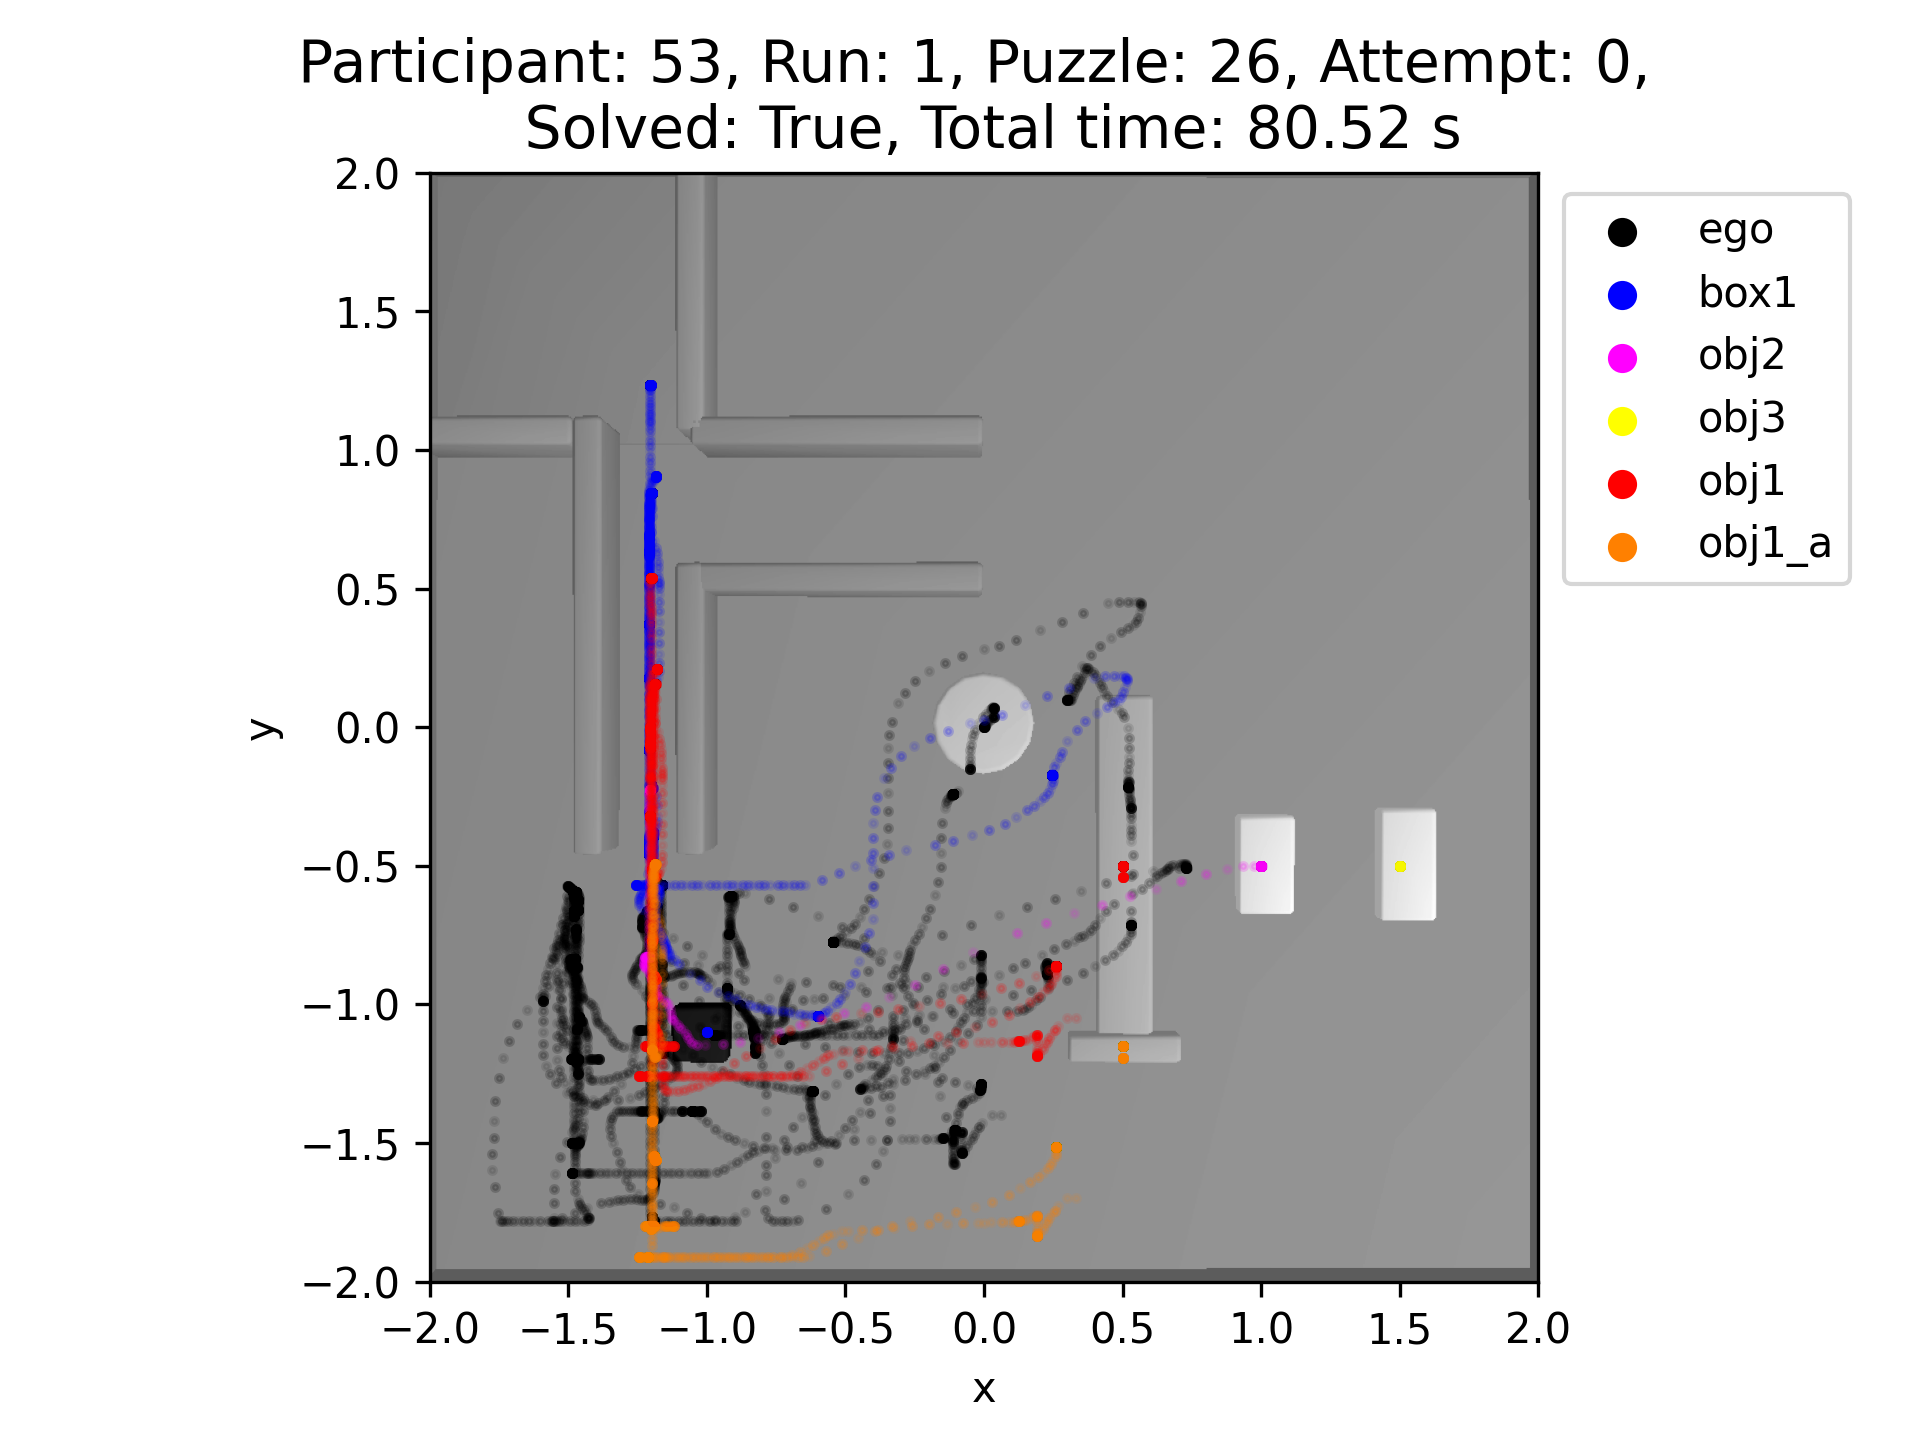 Participant: 53, Run: 1, Puzzle: 26, Attempt: 0,
Solved: True, Total time: 80.52 s
2.0
1.5
1.0
0.5
0.0
−0.5
−1.0
−1.5
−2.0
y
−2.0 −1.5 −1.0 −0.5 0.0 0.5 1.0 1.5 2.0
x
ego
box1
obj2
obj3
obj1
obj1_a